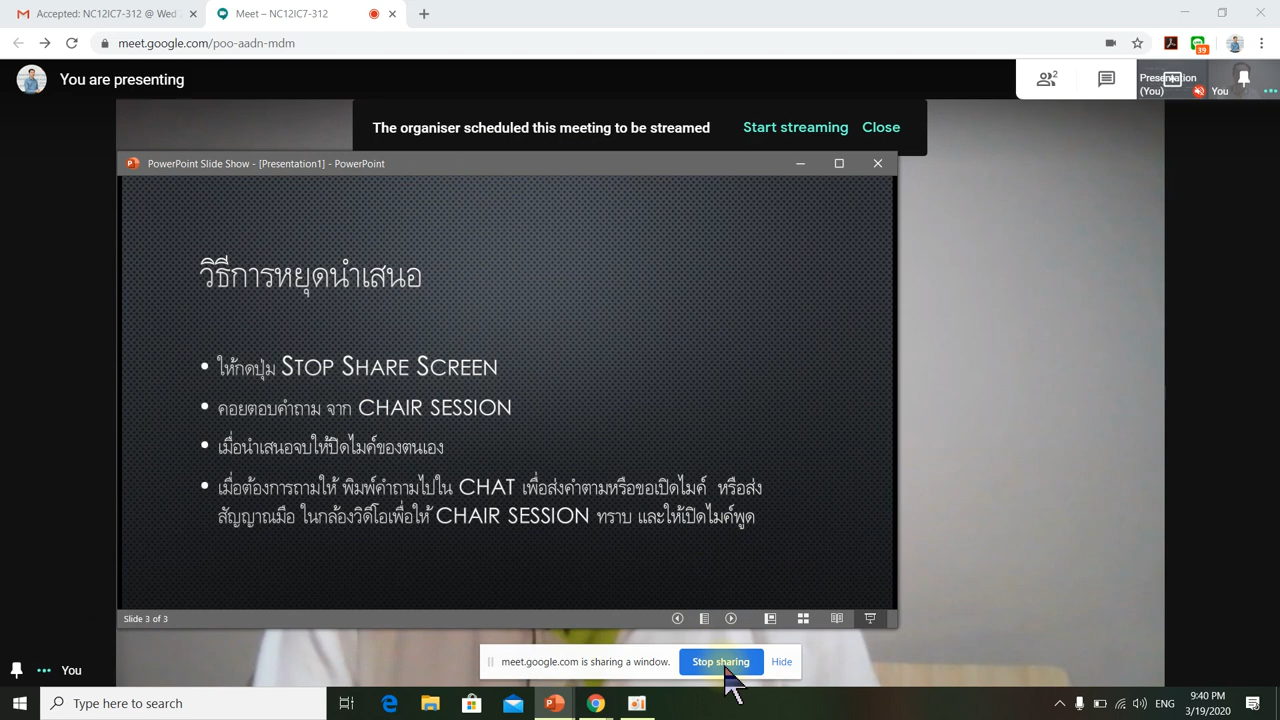 Accepted: NC12IC7-312 @ Wed
Meet – NC12IC7-312
meet.google.com/poo-aadn-mdm
39
You are presenting
2
Presentation
(You)
You
The organiser scheduled this meeting to be streamed
Start streaming
Close
PowerPoint Slide Show - [Presentation1] - PowerPoint
วิธีการหยุดนำเสนอ
• ให้กดปุ่ม STOP SHARE SCREEN
• คอยตอบคำถาม จาก CHAIR SESSION
• เมื่อนำเสนอจบให้ปิดไมค์ของตนเอง
• เมื่อต้องการถามให้ พิมพ์คำถามไปใน CHAT เพื่อส่งคำตามหรือขอเปิดไมค์ หรือส่ง
สัญญาณมือ ในกล้องวิดีโอเพื่อให้ CHAIR SESSION ทราบ และให้เปิดไมค์พูด
Slide 3 of 3
meet.google.com is sharing a window.
Stop sharing
Hide
You
Type here to search
ENG
9:40 PM
3/19/2020